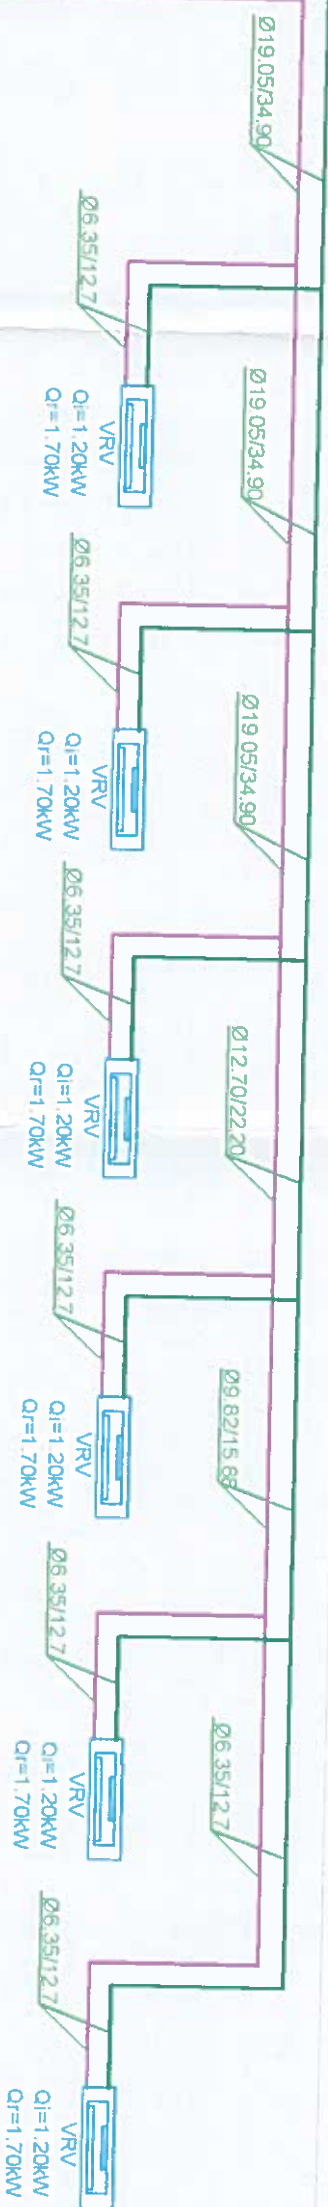 Ø19.05/34.90
Ø6.35/12.7
VRV
Qi=1.20kW
Qr=1.70kW
Ø19.05/34.90
Ø6.35/12.7
VRV
Qi=1.20kW
Qr=1.70kW
Ø19.05/34.90
Ø6.35/12.7
VRV
Qi=1.20kW
Qr=1.70kW
Ø12.70/22.20
Ø6.35/12.7
VRV
Qi=1.20kW
Qr=1.70kW
Ø9.82/15.88
Ø6.35/12.7
VRV
Qi=1.20kW
Qr=1.70kW
Ø6.35/12.7
Ø6.35/12.7
VRV
Qi=1.20kW
Qr=1.70kW